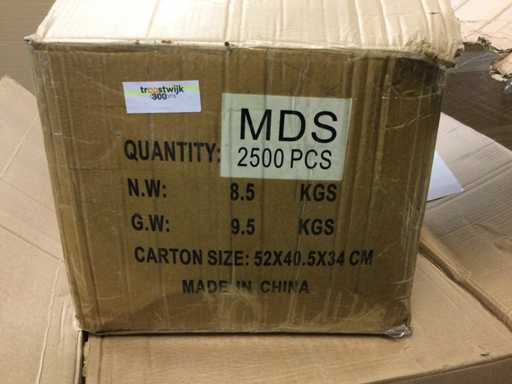 troostwijk
300
MDS
QUANTITY: 2500 PCS
N.W: 8.5 KGS
G.W: 9.5 KGS
CARTON SIZE: 52X40.5X34 CM
MADE IN CHINA